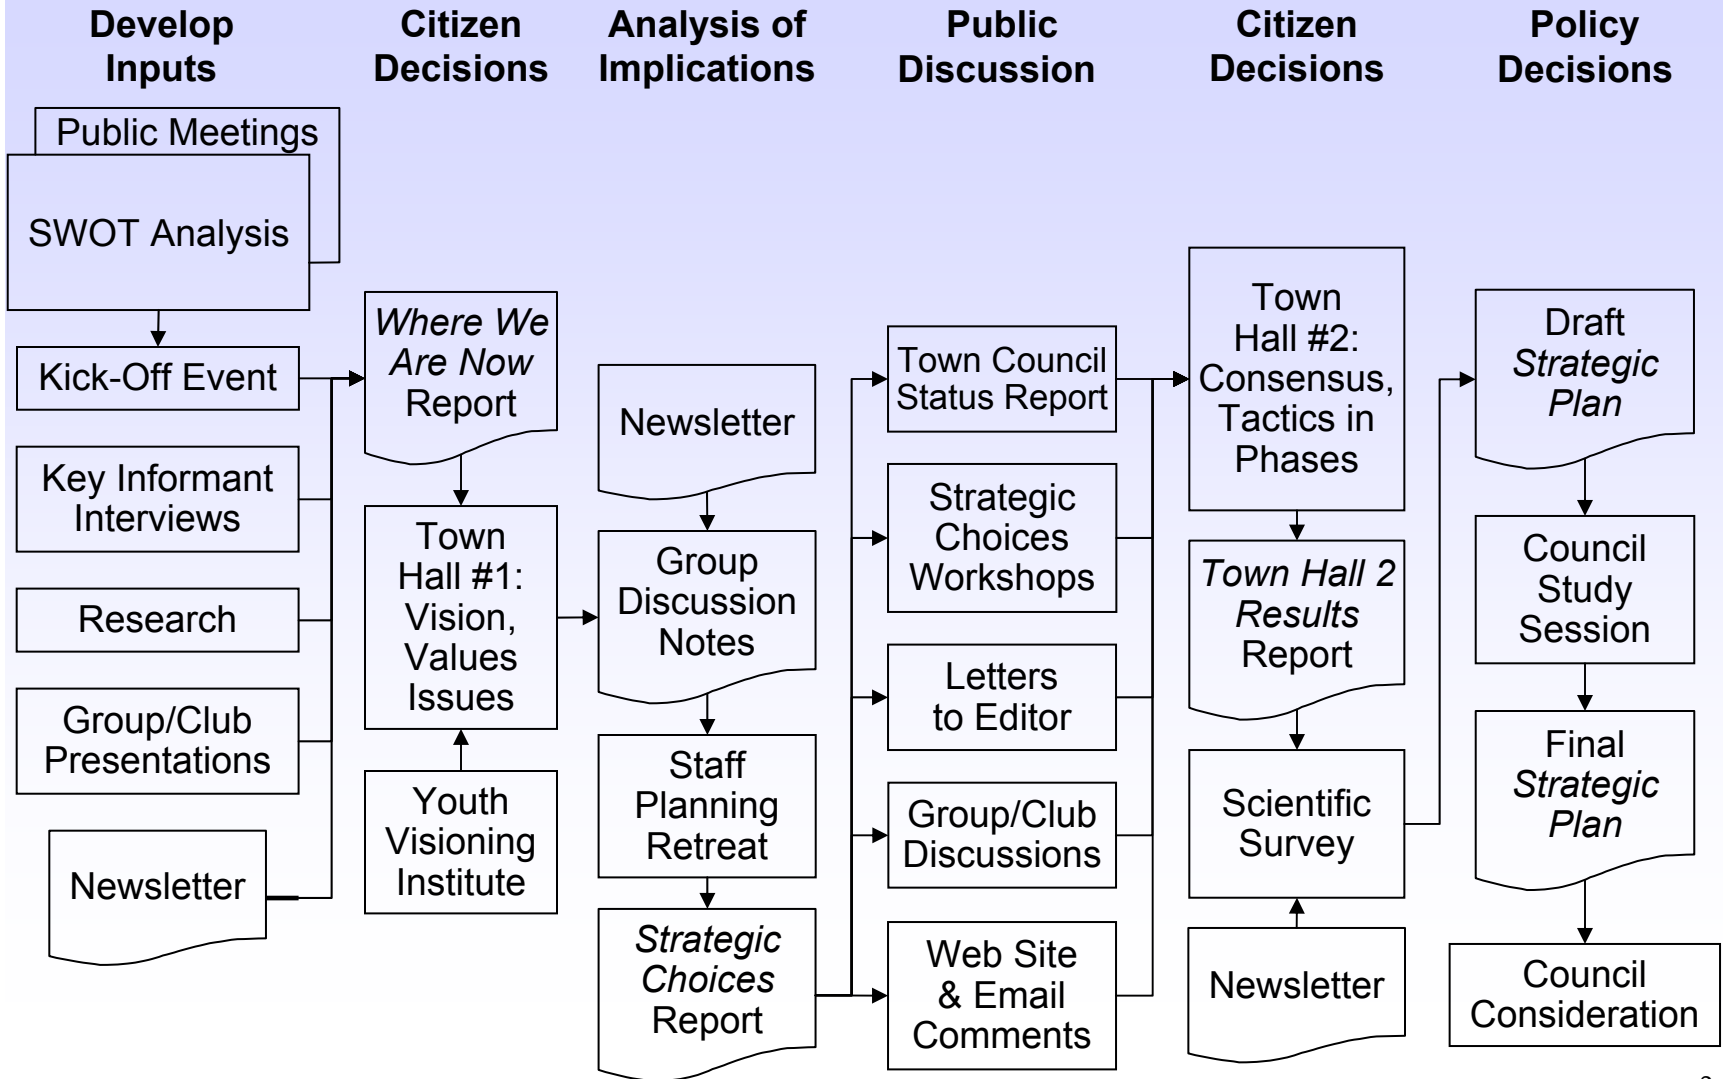 Develop
Inputs
Citizen
Decisions
Analysis of
Implications
Public
Discussion
Citizen
Decisions
Policy
Decisions
Public Meetings
SWOT Analysis
Kick-Off Event
Key Informant
Interviews
Research
Group/Club
Presentations
Newsletter
Where We
Are Now
Report
Town
Hall #1:
Vision,
Values
Issues
Youth
Visioning
Institute
Newsletter
Group
Discussion
Notes
Staff
Planning
Retreat
Strategic
Choices
Report
Town Council
Status Report
Strategic
Choices
Workshops
Letters
to Editor
Group/Club
Discussions
Web Site
& Email
Comments
Town
Hall #2:
Consensus,
Tactics in
Phases
Town Hall 2
Results
Report
Scientific
Survey
Newsletter
Draft
Strategic
Plan
Council
Study
Session
Final
Strategic
Plan
Council
Consideration